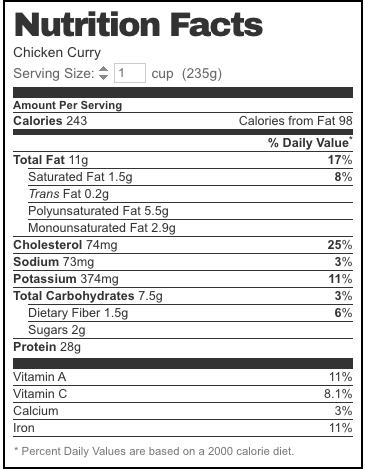 Nutrition Facts
Chicken Curry
Serving Size: 1 cup (235g)
Amount Per Serving
Calories 243 Calories from Fat 98
% Daily Value*
Total Fat 11g 17%
Saturated Fat 1.5g 8%
Trans Fat 0.2g
Polyunsaturated Fat 5.5g
Monounsaturated Fat 2.9g
Cholesterol 74mg 25%
Sodium 73mg 3%
Potassium 374mg 11%
Total Carbohydrates 7.5g 3%
Dietary Fiber 1.5g 6%
Sugars 2g
Protein 28g
Vitamin A 11%
Vitamin C 8.1%
Calcium 3%
Iron 11%
* Percent Daily Values are based on a 2000 calorie diet.